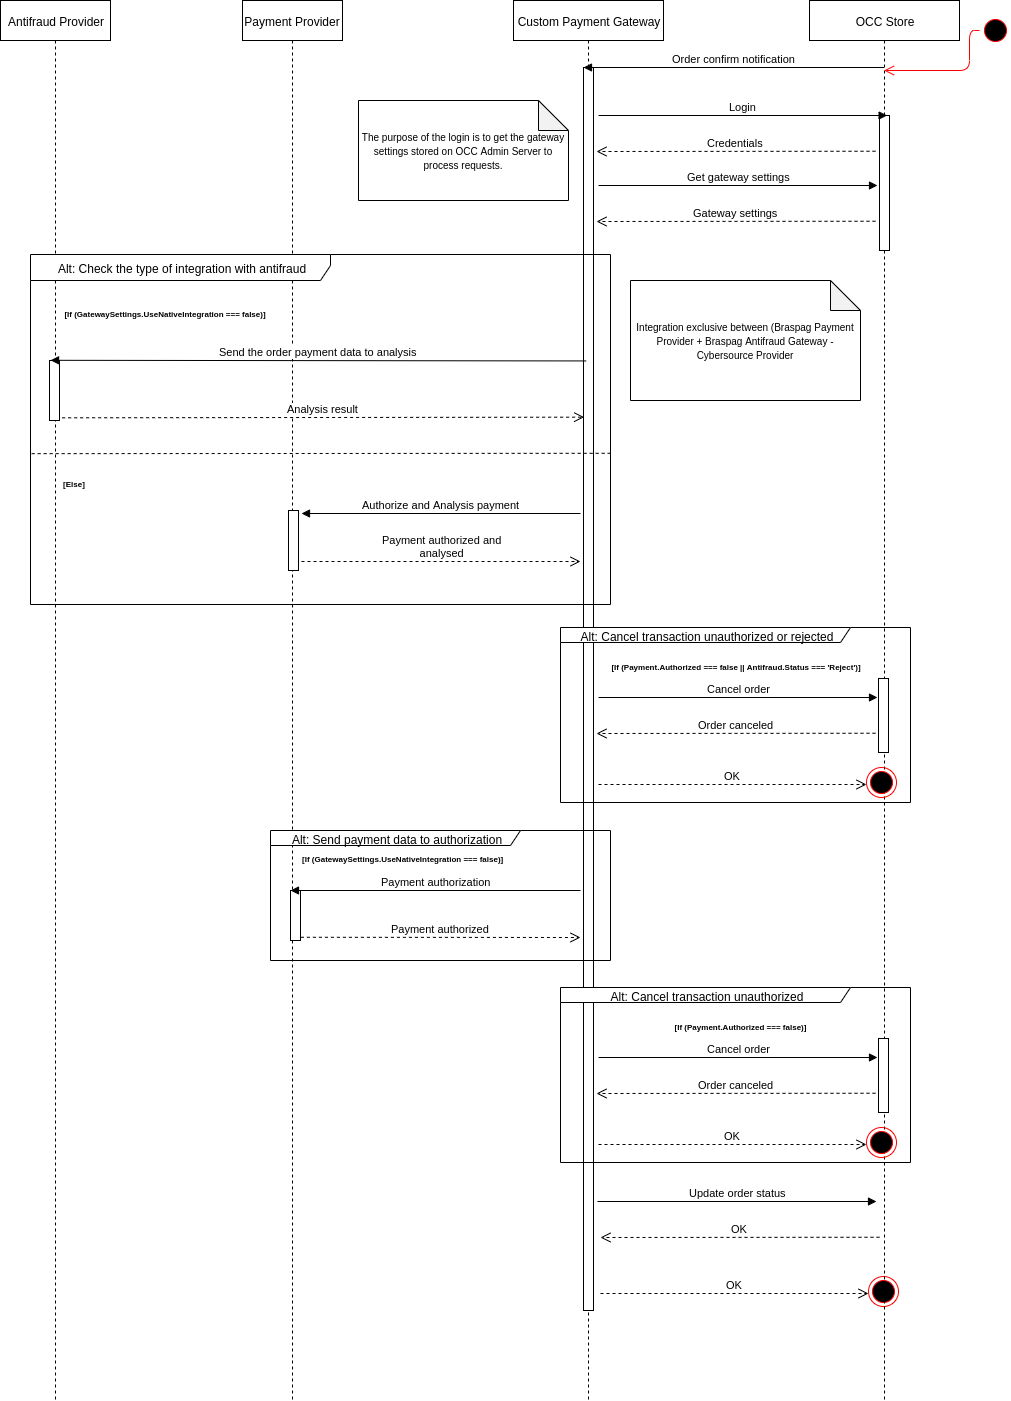 Antifraud Provider
Payment Provider
Custom Payment Gateway
OCC Store
Order confirm notification
Login
The purpose of the login is to get the gateway
settings stored on OCC Admin Server to
process requests.
Credentials
Get gateway settings
Gateway settings
Alt: Check the type of integration with antifraud
[If (GatewaySettings.UseNativeIntegration === false)]
Integration exclusive between (Braspag Payment
Provider + Braspag Antifraud Gateway -
Cybersource Provider
Send the order payment data to analysis
Analysis result
[Else]
Authorize and Analysis payment
Payment authorized and
analysed
Alt: Cancel transaction unauthorized or rejected
[If (Payment.Authorized === false || Antifraud.Status === 'Reject')]
Cancel order
Order canceled
OK
Alt: Send payment data to authorization
[If (GatewaySettings.UseNativeIntegration === false)]
Payment authorization
Payment authorized
Alt: Cancel transaction unauthorized
[If (Payment.Authorized === false)]
Cancel order
Order canceled
OK
Update order status
OK
OK